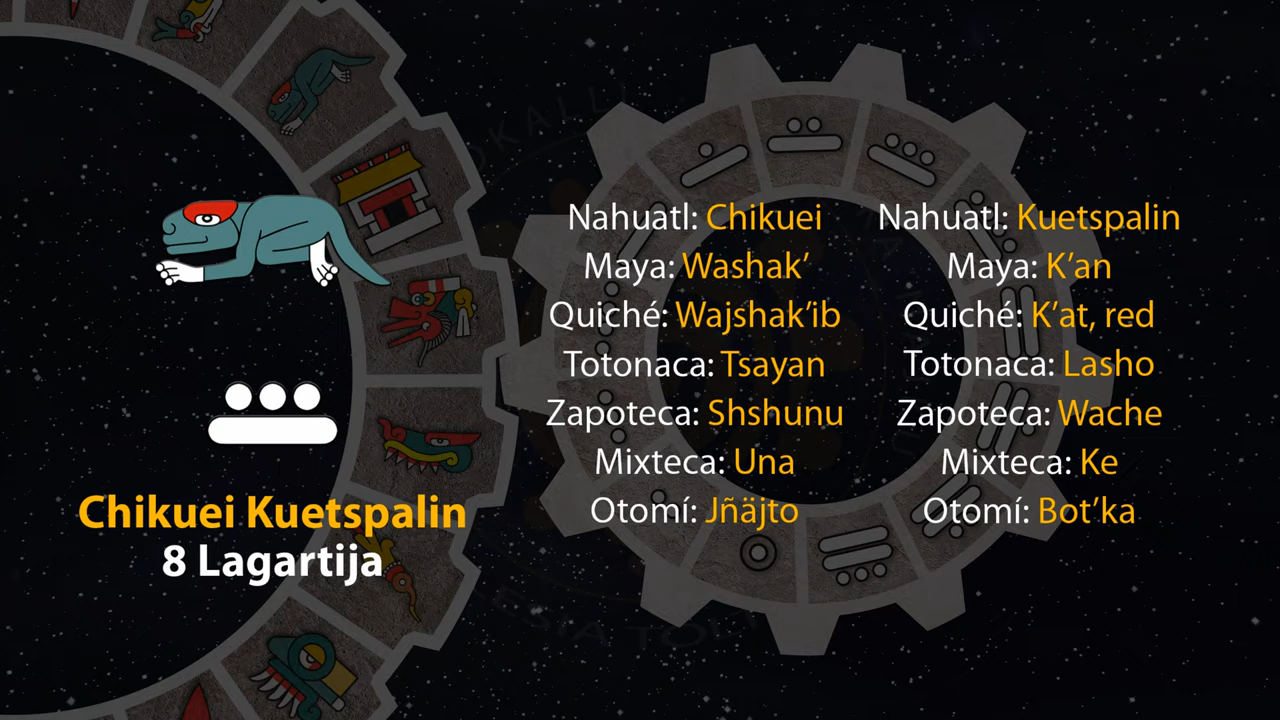 Chikuei Kuetspalin
8 Lagartija
Nahuatl: Chikuei
Maya: Washak’
Quiché: Wajshak’ib
Totonaca: Tsayan
Zapoteca: Shshunu
Mixteca: Una
Otomí: Jñäjto
Nahuatl: Kuetspalin
Maya: K’an
Quiché: K’at, red
Totonaca: Lasho
Zapoteca: Wache
Mixteca: Ke
Otomí: Bot’ka